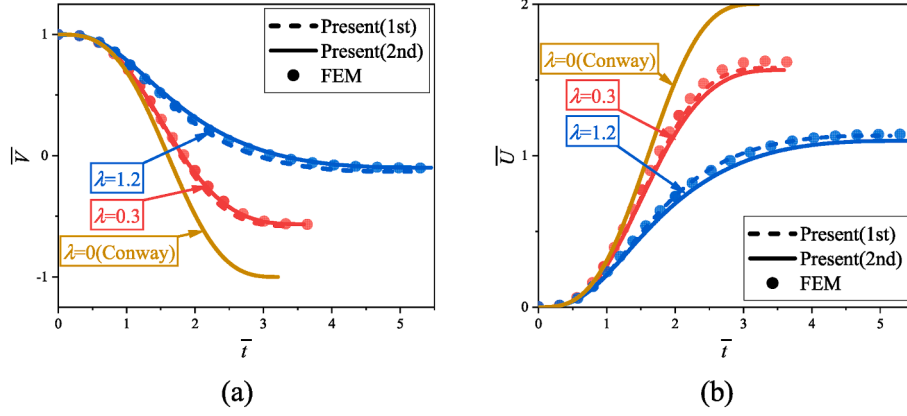 Present(1st)
Present(2nd)
FEM
λ=1.2
λ=0.3
λ=0(Conway)
1
0
-1
V
0
1
2
3
4
5
t
(a)
λ=0(Conway)
λ=0.3
λ=1.2
Present(1st)
Present(2nd)
FEM
2
1
0
U
0
1
2
3
4
5
t
(b)